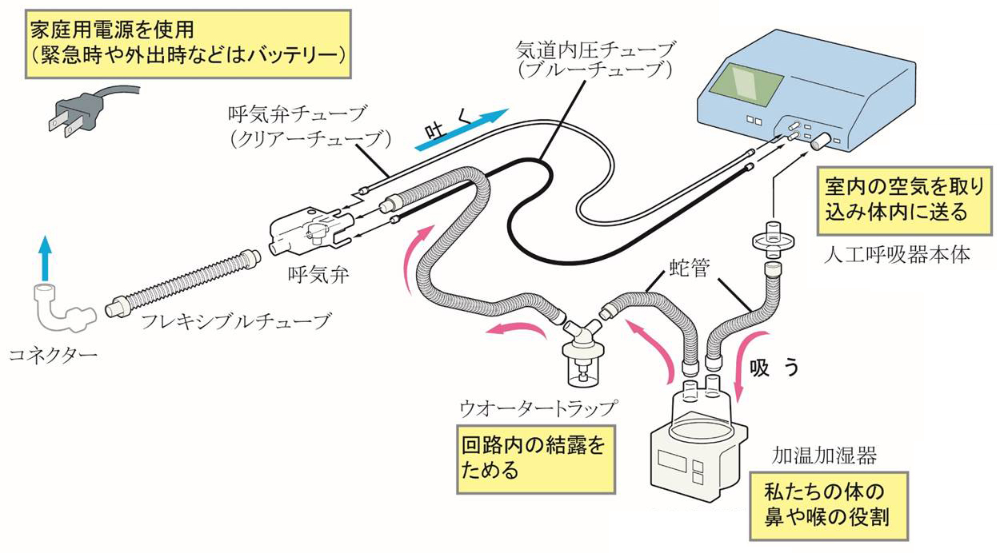 家庭用電源を使用
（緊急時や外出時などはバッテリー）
気道内圧チューブ
（ブルーチューブ）
呼気弁チューブ
（クリアーチューブ）
吐く
室内の空気を取り
込み体内に送る
人工呼吸器本体
呼気弁
蛇管
フレキシブルチューブ
コネクター
吸う
ウオータートラップ
回路内の結露を
ためる
加温加湿器
私たちの体の
鼻や喉の役割